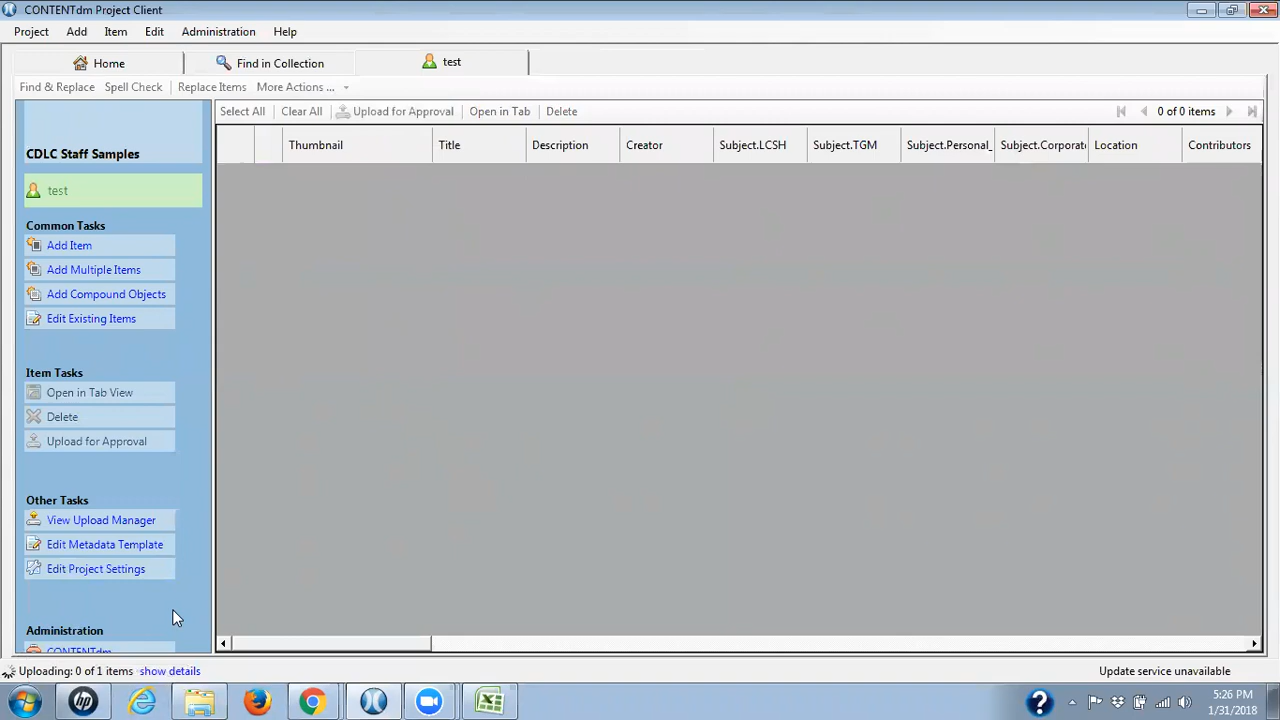 CONTENTdm Project Client
Project Add Item Edit Administration Help
Home Find in Collection test
Find & Replace Spell Check Replace Items More Actions ...
Select All Clear All Upload for Approval Open in Tab Delete 0 of 0 items
Thumbnail Title Description Creator Subject.LCSH Subject.TGM Subject.Personal_ Subject.Corporate Location Contributors
CDLC Staff Samples
test
Common Tasks
Add Item
Add Multiple Items
Add Compound Objects
Edit Existing Items
Item Tasks
Open in Tab View
Delete
Upload for Approval
Other Tasks
View Upload Manager
Edit Metadata Template
Edit Project Settings
Administration
CONTENTdm
Uploading: 0 of 1 items show details Update service unavailable
5:26 PM
1/31/2018